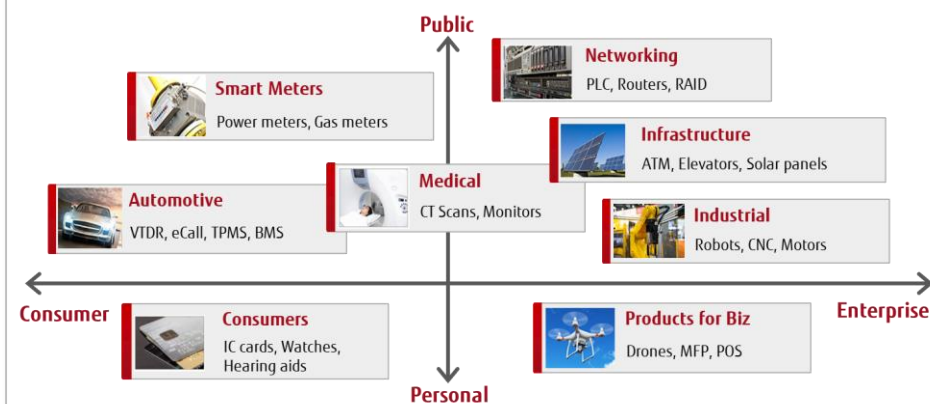 Public
Networking
PLC, Routers, RAID
Smart Meters
Power meters, Gas meters
Infrastructure
ATM, Elevators, Solar panels
Medical
CT Scans, Monitors
Automotive
VTDR, eCall, TPMS, BMS
Industrial
Robots, CNC, Motors
Consumer
Enterprise
Consumers
IC cards, Watches,
Hearing aids
Products for Biz
Drones, MFP, POS
Personal